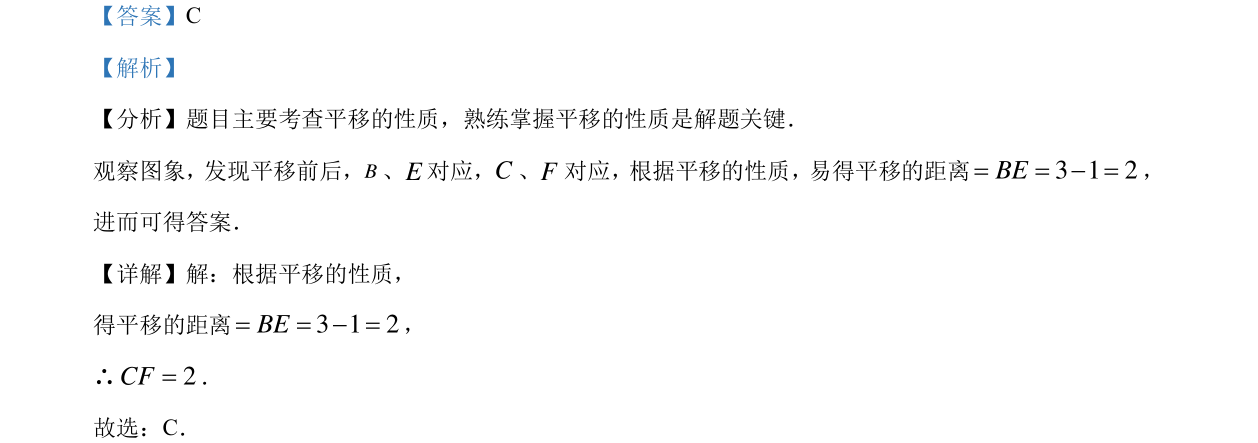 【答案】C
【解析】
【分析】题目主要考查平移的性质，熟练掌握平移的性质是解题关键．
观察图象，发现平移前后，B、E对应，C、F对应，根据平移的性质，易得平移的距离=BE=3−1=2，
进而可得答案．
【详解】解：根据平移的性质，
得平移的距离=BE=3−1=2，
∴CF=2．
故选：C．